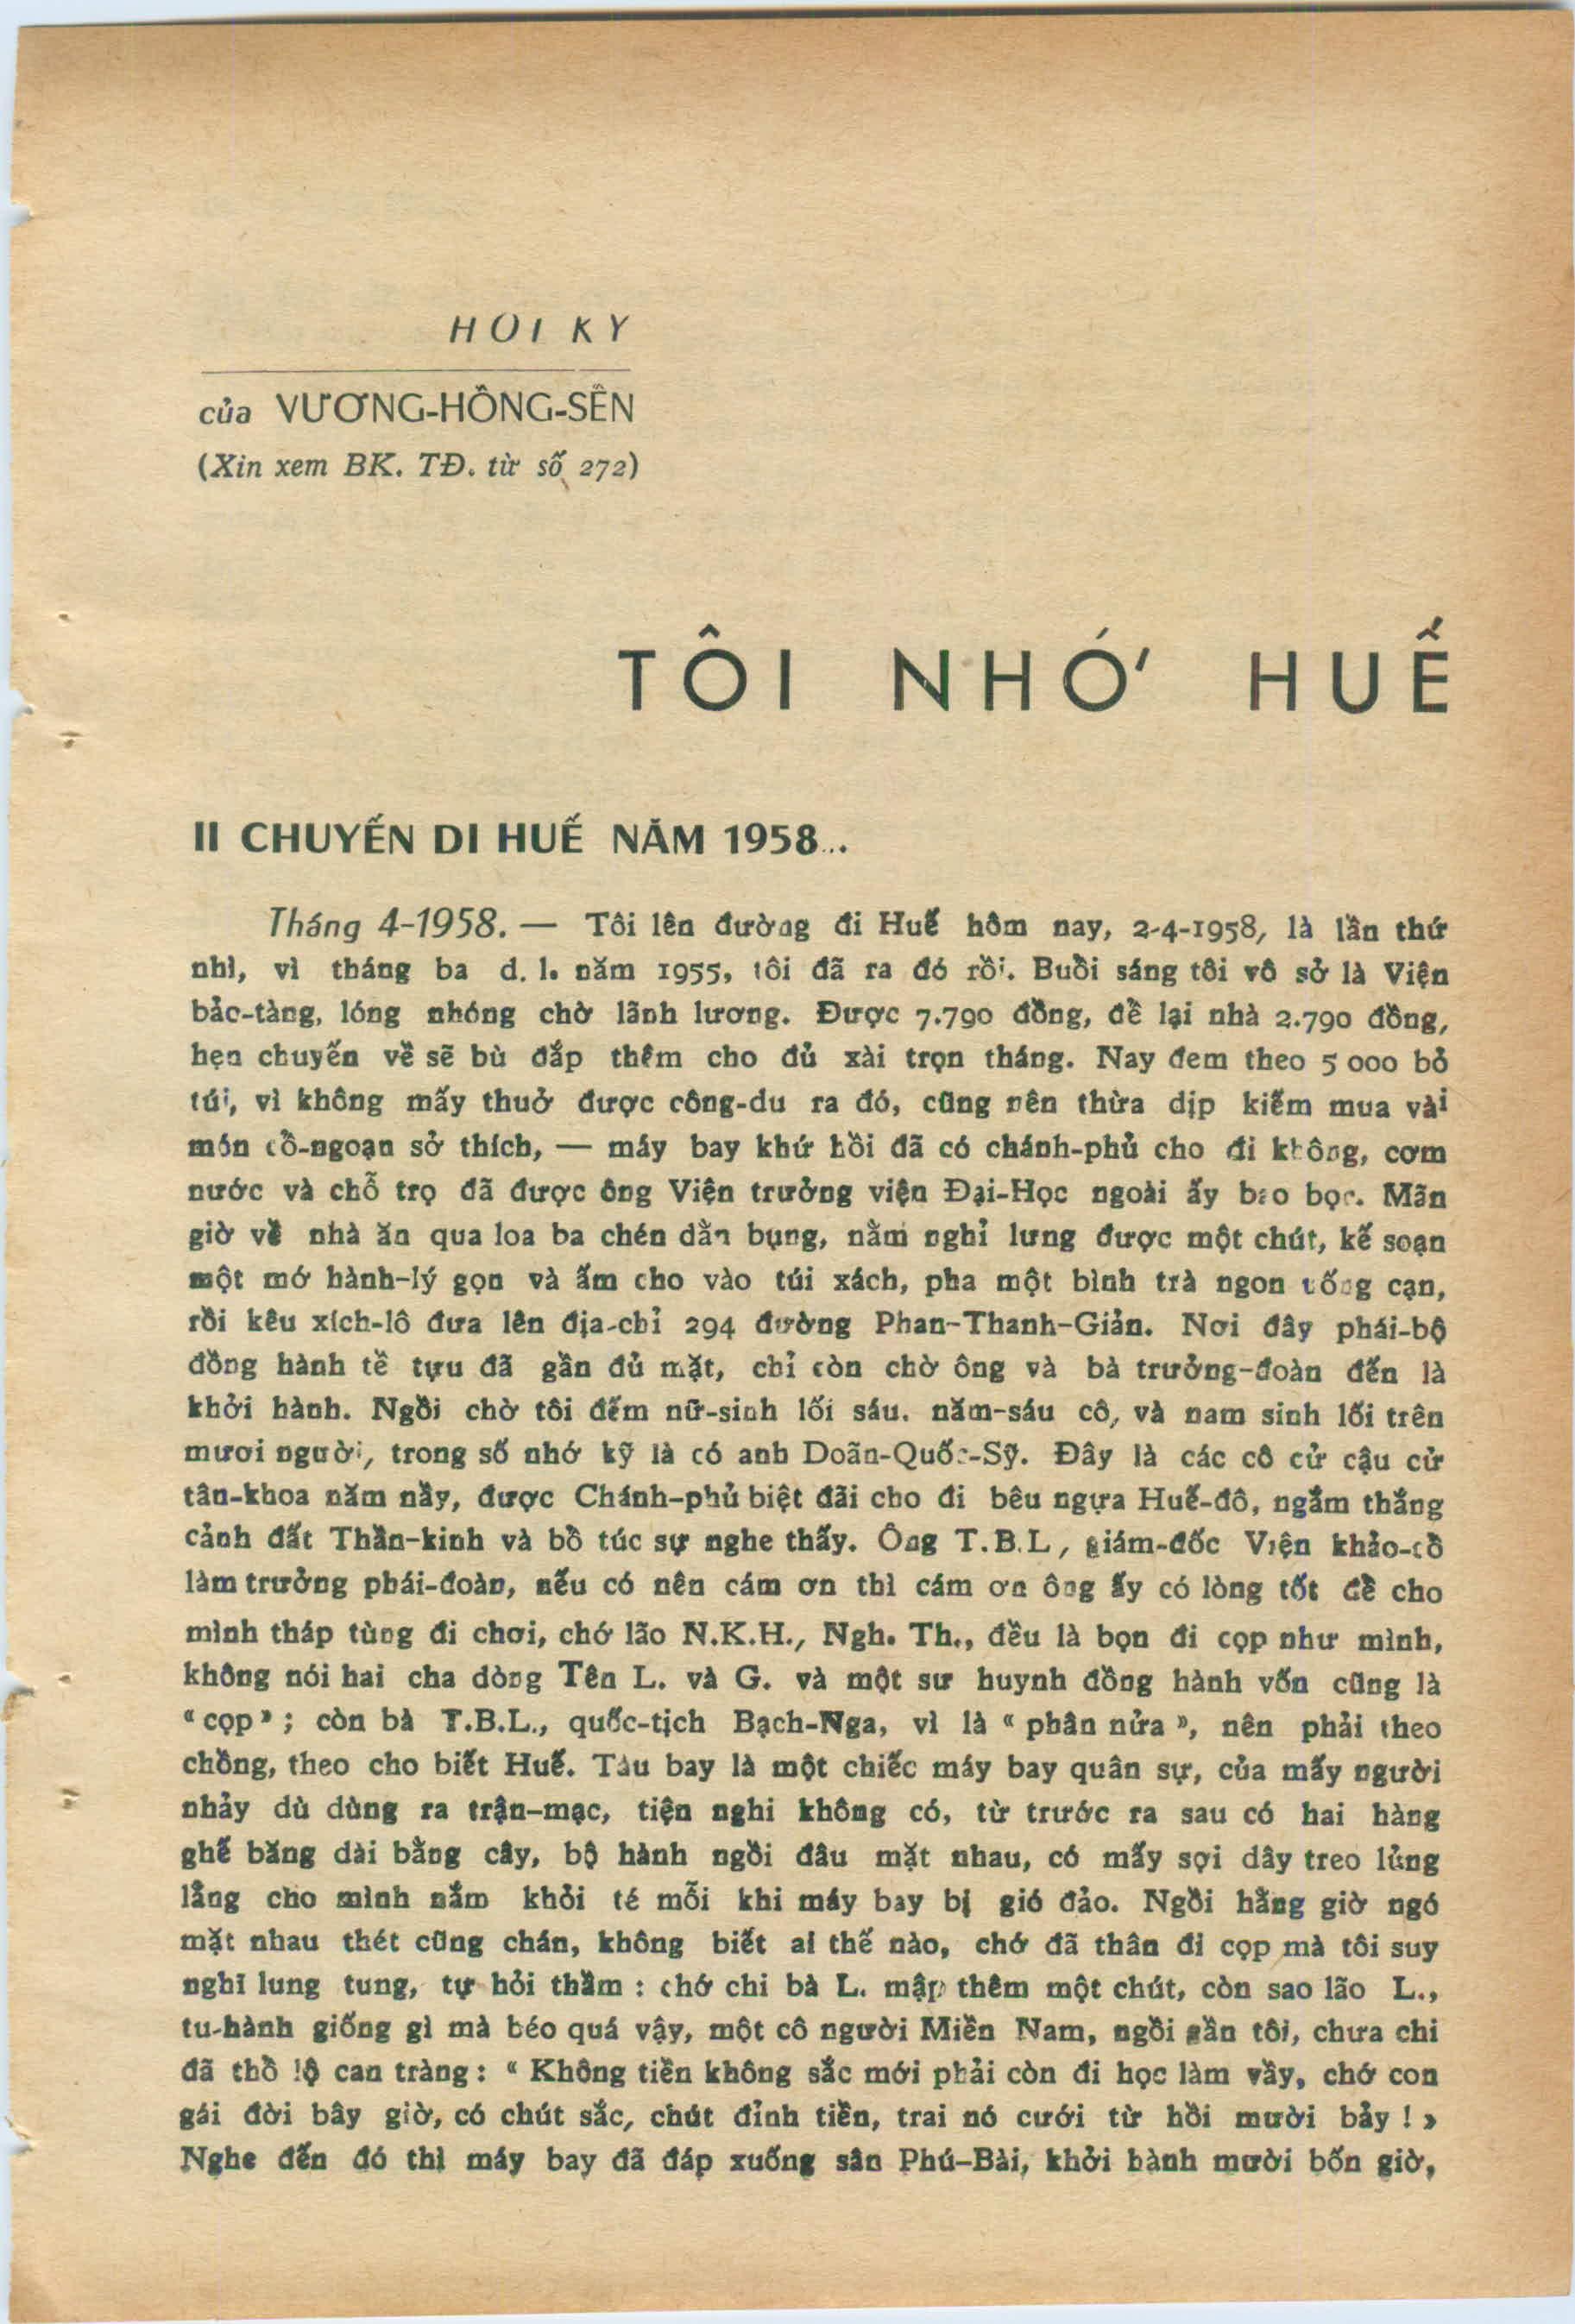 HOI KY
của VƯƠNG-HỒNG-SẾN
(Xin xem BK. TĐ. từ số 272)
TÔI NHỚ HUẾ
II CHUYẾN DI HUẾ NĂM 1958...
Tháng 4-1958. — Tôi lên đường đi Huế hôm nay, 2-4-1958, là lần thứ
nhì, vì tháng ba d. l. năm 1955, tôi đã ra đó rồi. Buổi sáng tôi vô sở là Viện
bảo-tàng, lóng nhóng chờ lãnh lương. Được 7.790 đồng, để lại nhà 2.790 đồng,
hẹn chuyến về sẽ bù đắp thêm cho đủ xài trọn tháng. Nay đem theo 5 000 bỏ
túi, vì không mấy thuở được công-du ra đó, cũng nên thừa dịp kiếm mua vài
món cổ-ngoạn sở thích, — máy bay khứ hồi đã có chánh-phủ cho đi không, cơm
nước và chỗ trọ đã được ông Viện trưởng viện Đại-Học ngoài ấy bao bọc. Mãn
giờ về nhà ăn qua loa ba chén dằn bụng, nằm nghỉ lưng được một chút, kế soạn
một mớ hành-lý gọn và ấm cho vào túi xách, pha một bình trà ngon uống cạn,
rồi kêu xích-lô đưa lên địa-chỉ 294 đường Phan-Thanh-Giản. Nơi đây phái-bộ
đồng hành tề tựu đã gần đủ mặt, chỉ còn chờ ông và bà trưởng-đoàn đến là
khởi hành. Ngồi chờ tôi đếm nữ-sinh lối sáu. năm-sáu cô, và nam sinh lối trên
mươi người, trong số nhớ kỹ là có anh Doãn-Quốc-Sỹ. Đây là các cô cử cậu cử
tân-khoa năm nầy, được Chánh-phủ biệt đãi cho đi bêu ngựa Huế-đô, ngắm thắng
cảnh đất Thần-kinh và bổ túc sự nghe thấy. Ông T.B.L, giám-đốc Viện khảo-cổ
làm trưởng phái-đoàn, nếu có nên cám ơn thì cám ơn ông ấy có lòng tốt để cho
mình tháp tùng đi chơi, chớ lão N.K.H., Ngh. Th., đều là bọn đi cọp như mình,
không nói hai cha dòng Tên L. và G. và một sư huynh đồng hành vốn cũng là
“cọp” ; còn bà T.B.L., quốc-tịch Bạch-Nga, vì là « phân nửa », nên phải theo
chồng, theo cho biết Huế. Tàu bay là một chiếc máy bay quân sự, của mấy người
nhảy dù dùng ra trận-mạc, tiện nghi không có, từ trước ra sau có hai hàng
ghế băng dài bằng cây, bộ hành ngồi đâu mặt nhau, có mấy sợi dây treo lủng
lẳng cho mình nắm khỏi té mỗi khi máy bay bị gió đảo. Ngồi hằng giờ ngó
mặt nhau thét cũng chán, không biết ai thế nào, chớ đã thân đi cọp mà tôi suy
nghĩ lung tung, tự hỏi thầm : chớ chi bà L. mập thêm một chút, còn sao lão L.,
tu-hành giống gì mà béo quá vậy, một cô người Miền Nam, ngồi gần tôi, chưa chi
đã thổ lộ can tràng : “ Không tiền không sắc mới phải còn đi học làm vầy, chớ con
gái đời bây giờ, có chút sắc, chút đỉnh tiền, trai nó cưới từ hồi mười bảy ! »
Nghe đến đó thì máy bay đã đáp xuống sân Phú-Bài, khởi hành mười bốn giờ,